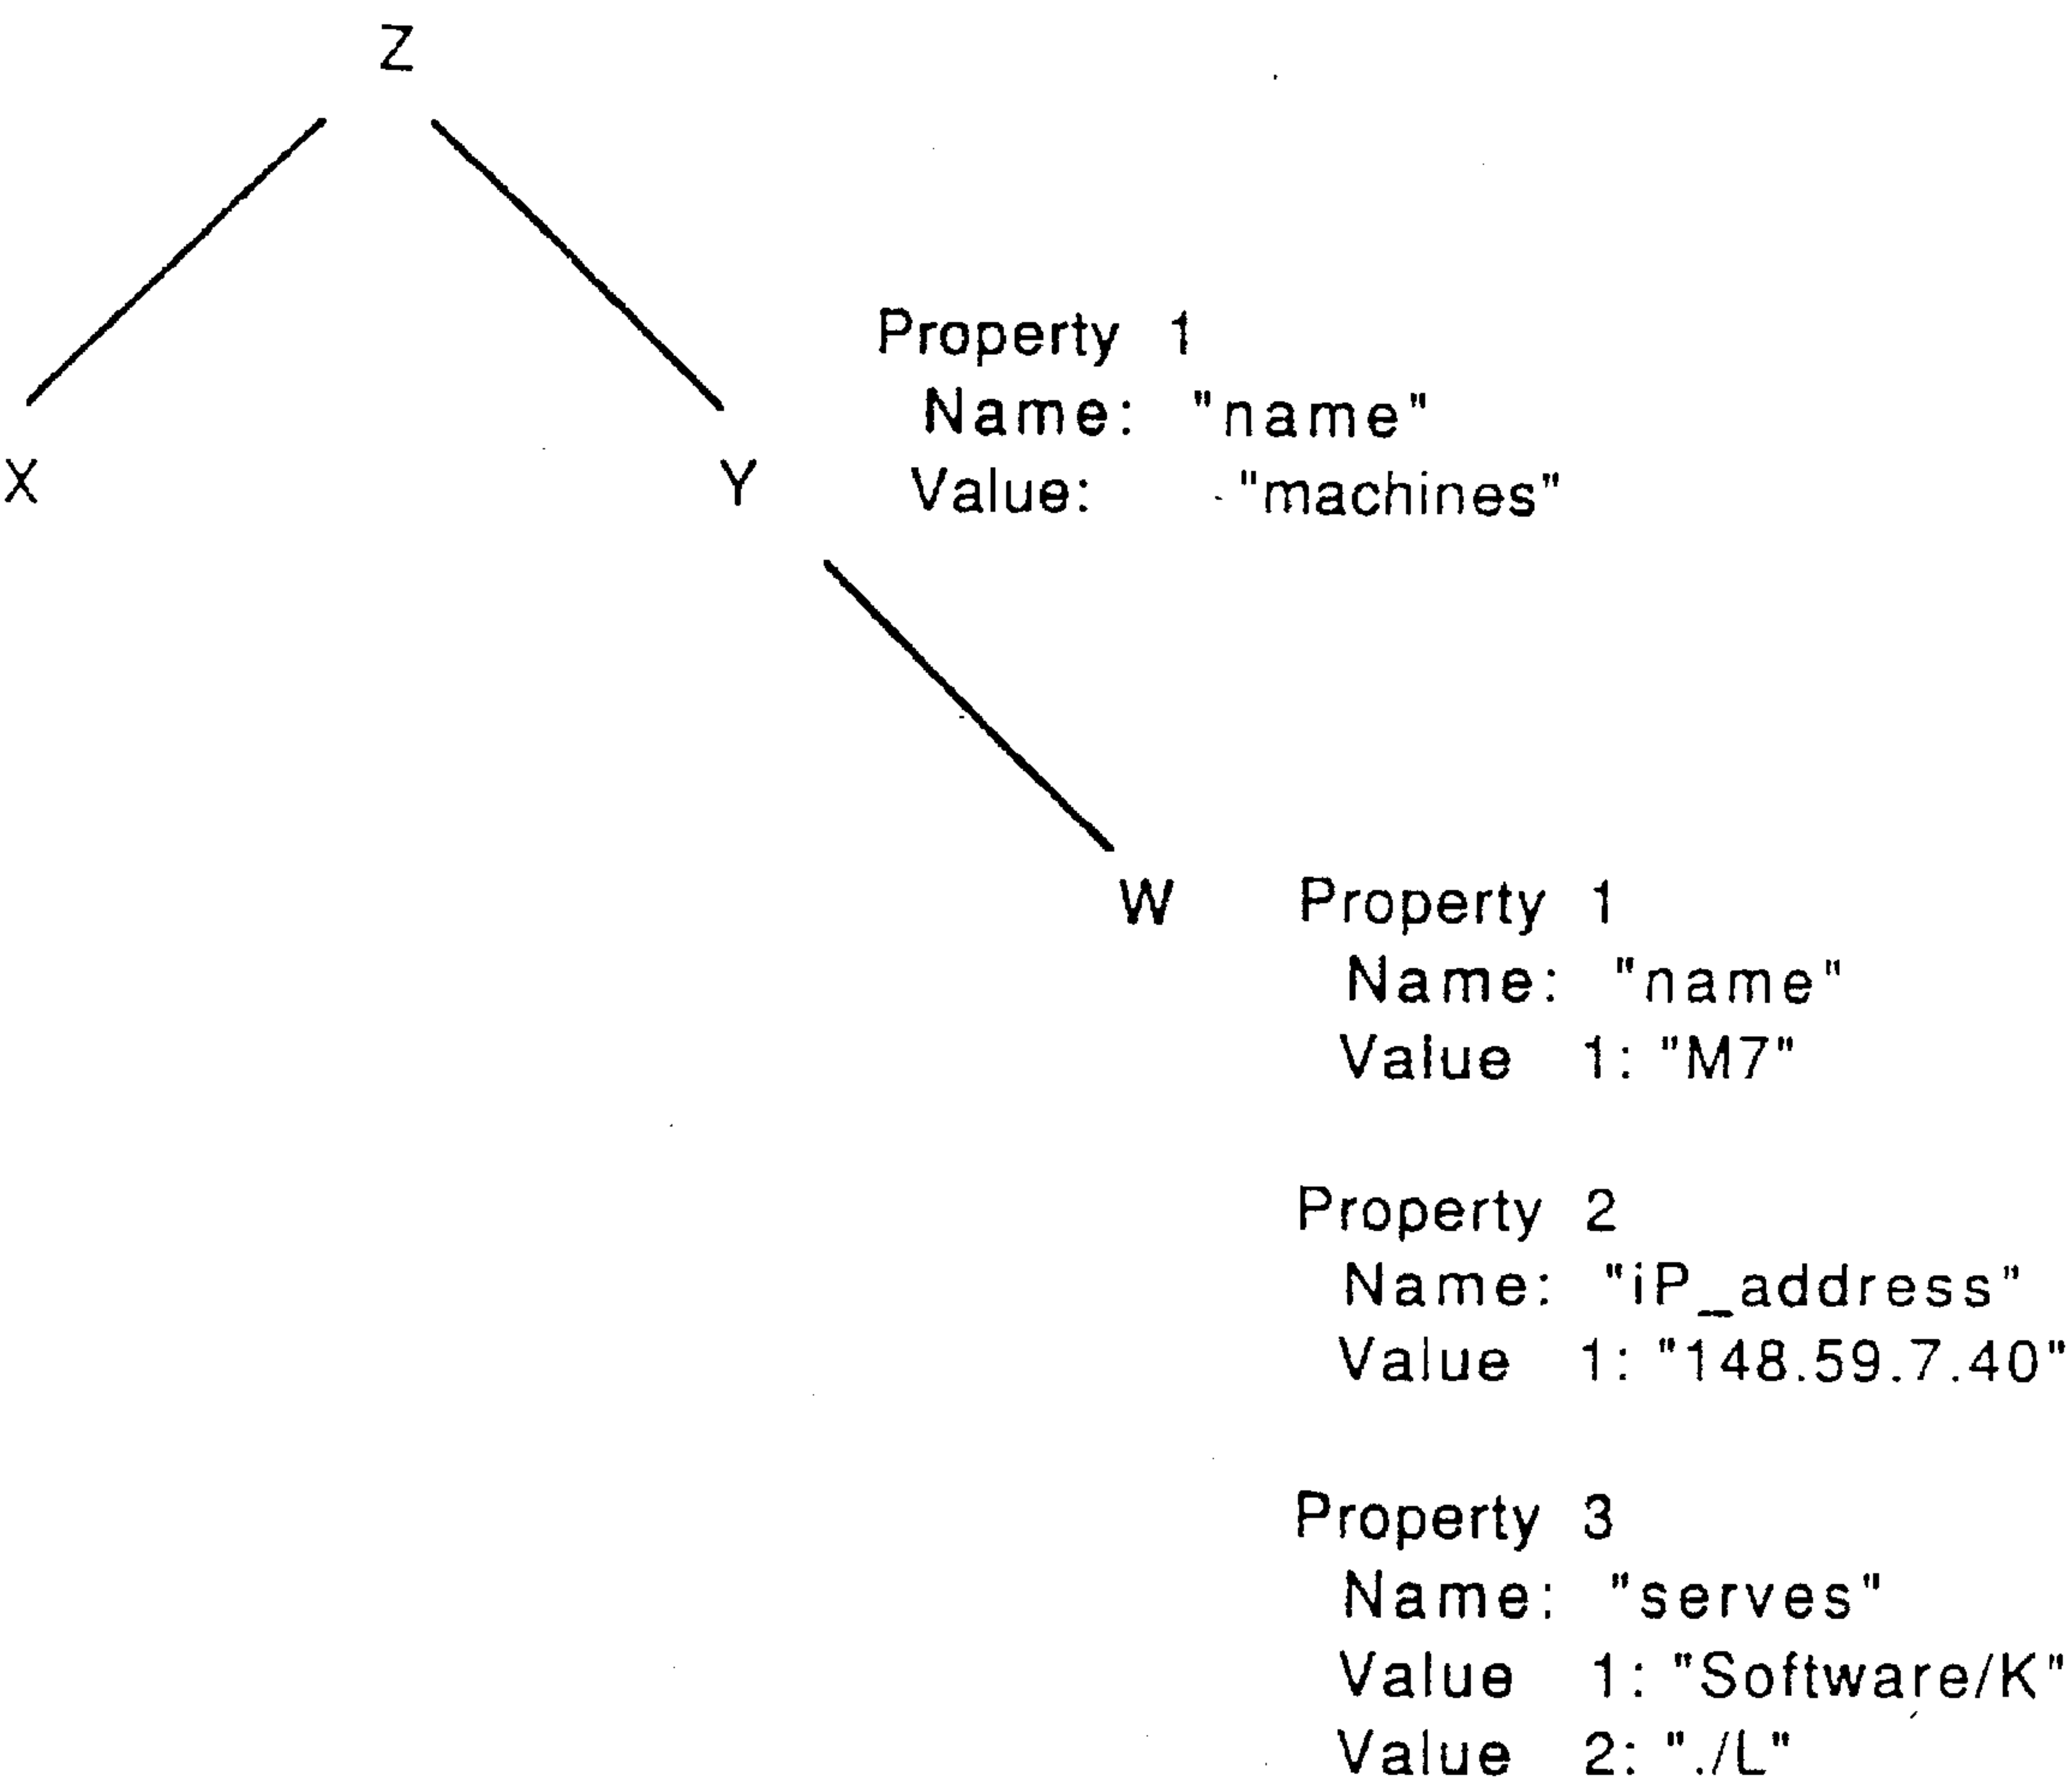 Z
X
Y
Property 1
Name: "name"
Value: "machines"
W
Property 1
Name: "name"
Value 1: "M7"
Property 2
Name: "iP_address"
Value 1: "148.59.7.40"
Property 3
Name: "serves"
Value 1: "Software/K"
Value 2: "./L"